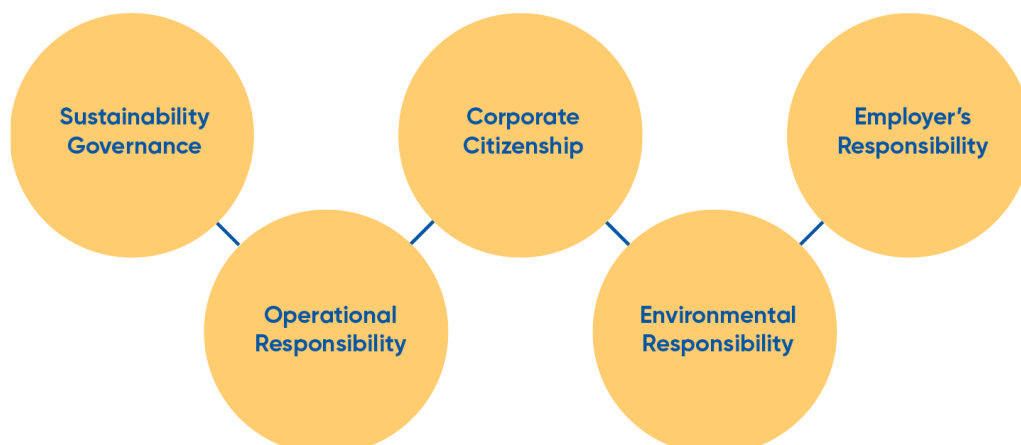 Sustainability
Governance
Corporate
Citizenship
Employer’s
Responsibility
Operational
Responsibility
Environmental
Responsibility